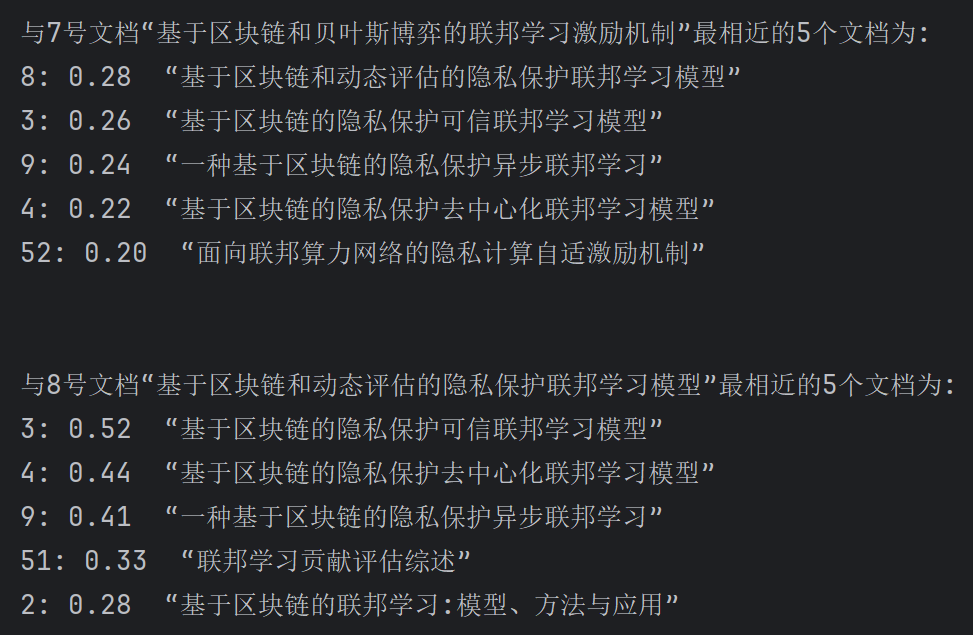 与7号文档“基于区块链和贝叶斯博弈的联邦学习激励机制”最相近的5个文档为:
8: 0.28  “基于区块链和动态评估的隐私保护联邦学习模型”
3: 0.26  “基于区块链的隐私保护可信联邦学习模型”
9: 0.24  “一种基于区块链的隐私保护异步联邦学习”
4: 0.22  “基于区块链的隐私保护去中心化联邦学习模型”
52: 0.20  “面向联邦算力网络的隐私计算自适激励机制”
与8号文档“基于区块链和动态评估的隐私保护联邦学习模型”最相近的5个文档为:
3: 0.52  “基于区块链的隐私保护可信联邦学习模型”
4: 0.44  “基于区块链的隐私保护去中心化联邦学习模型”
9: 0.41  “一种基于区块链的隐私保护异步联邦学习”
51: 0.33  “联邦学习贡献评估综述”
2: 0.28  “基于区块链的联邦学习:模型、方法与应用”